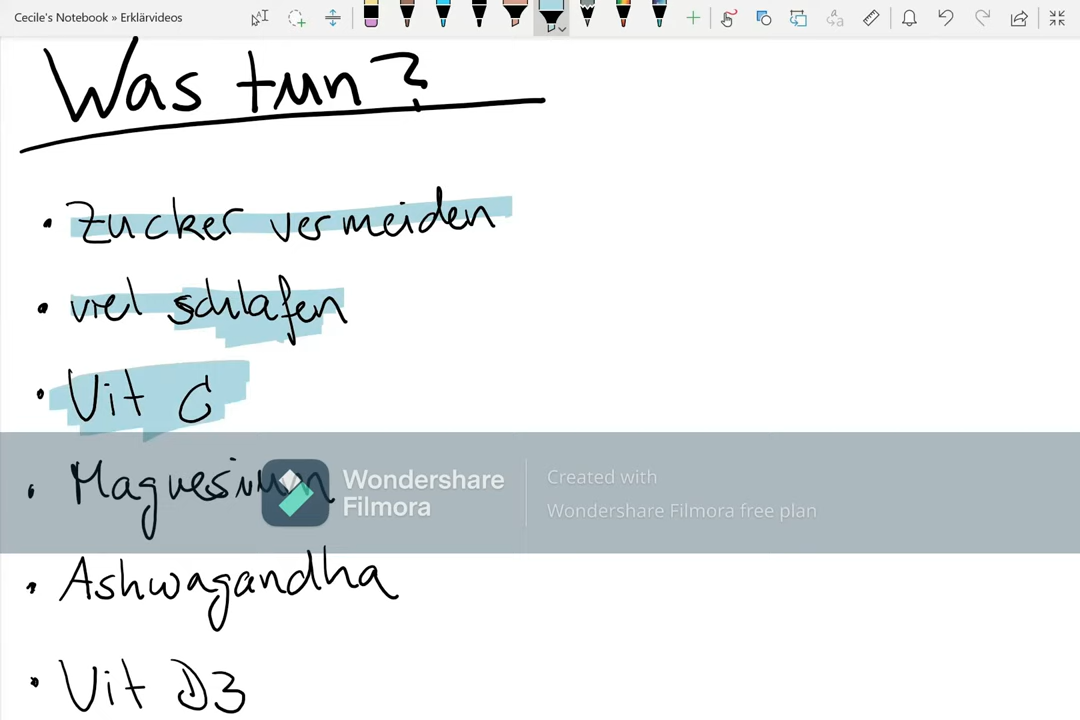 Cecile's Notebook » Erklärvideos
Was tun?
• Zucker vermeiden
• viel schlafen
• Vit C
• Magnesium
Wondershare
Filmora
Created with
Wondershare Filmora free plan
• Ashwagandha
• Vit D3